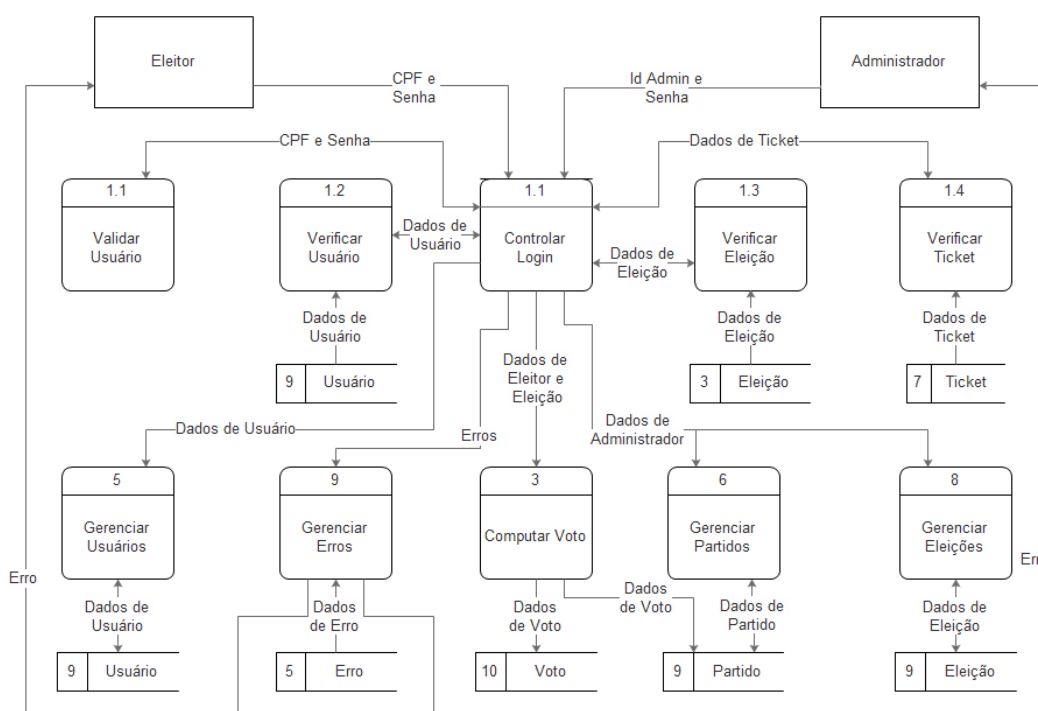 Eleitor
Administrador
CPF e
Senha
Id Admin e
Senha
CPF e Senha
Dados de Ticket
1.1
Validar
Usuário
1.2
Verificar
Usuário
Dados de
Usuário
1.1
Controlar
Login
Dados de
Eleição
1.3
Verificar
Eleição
1.4
Verificar
Ticket
Dados de
Usuário
Dados de
Eleição
Dados de
Ticket
9 Usuário
Dados de
Eleitor e
Eleição
3 Eleição
7 Ticket
Dados de Usuário
Erros
Dados de
Administrador
5
Gerenciar
Usuários
9
Gerenciar
Erros
3
Computar Voto
6
Gerenciar
Partidos
8
Gerenciar
Eleições
Erro
Err
Dados de
Usuário
Dados
de Erro
Dados
de Voto
Dados
de Voto
Dados de
Partido
Dados de
Eleição
9 Usuário
5 Erro
10 Voto
9 Partido
9 Eleição